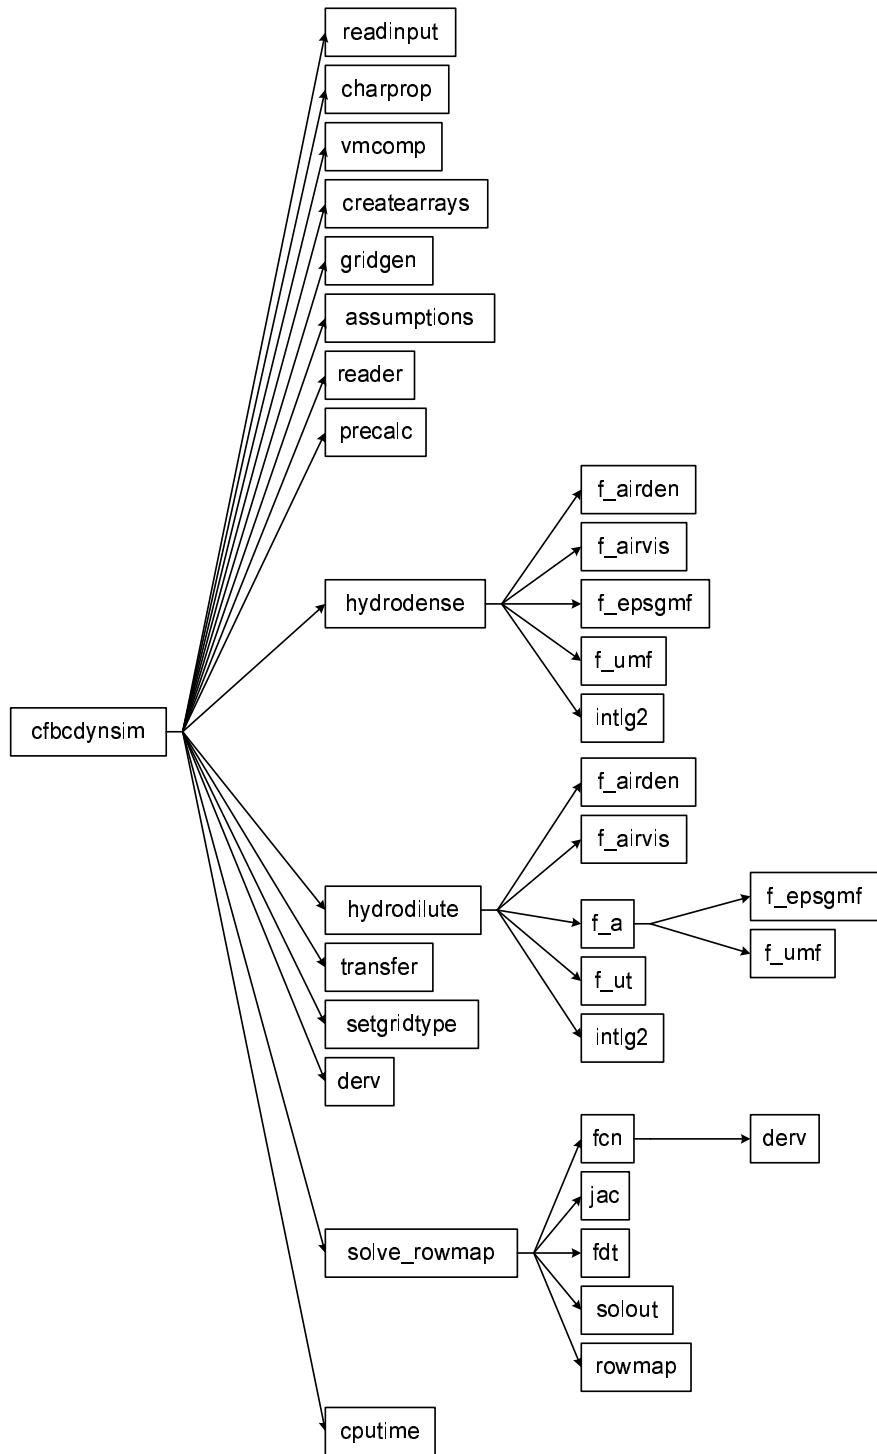 readinput
charprop
vmcomp
createarrays
gridgen
assumptions
reader
precalc
f_airden
f_airvis
hydrodense
f_epsgmf
f_umf
intlg2
cfbcdynsim
f_airden
f_airvis
f_epsgmf
hydrodilute
f_a
f_umf
transfer
f_ut
setgridtype
intlg2
derv
fcn
derv
jac
solve_rowmap
fdt
solout
rowmap
cputime